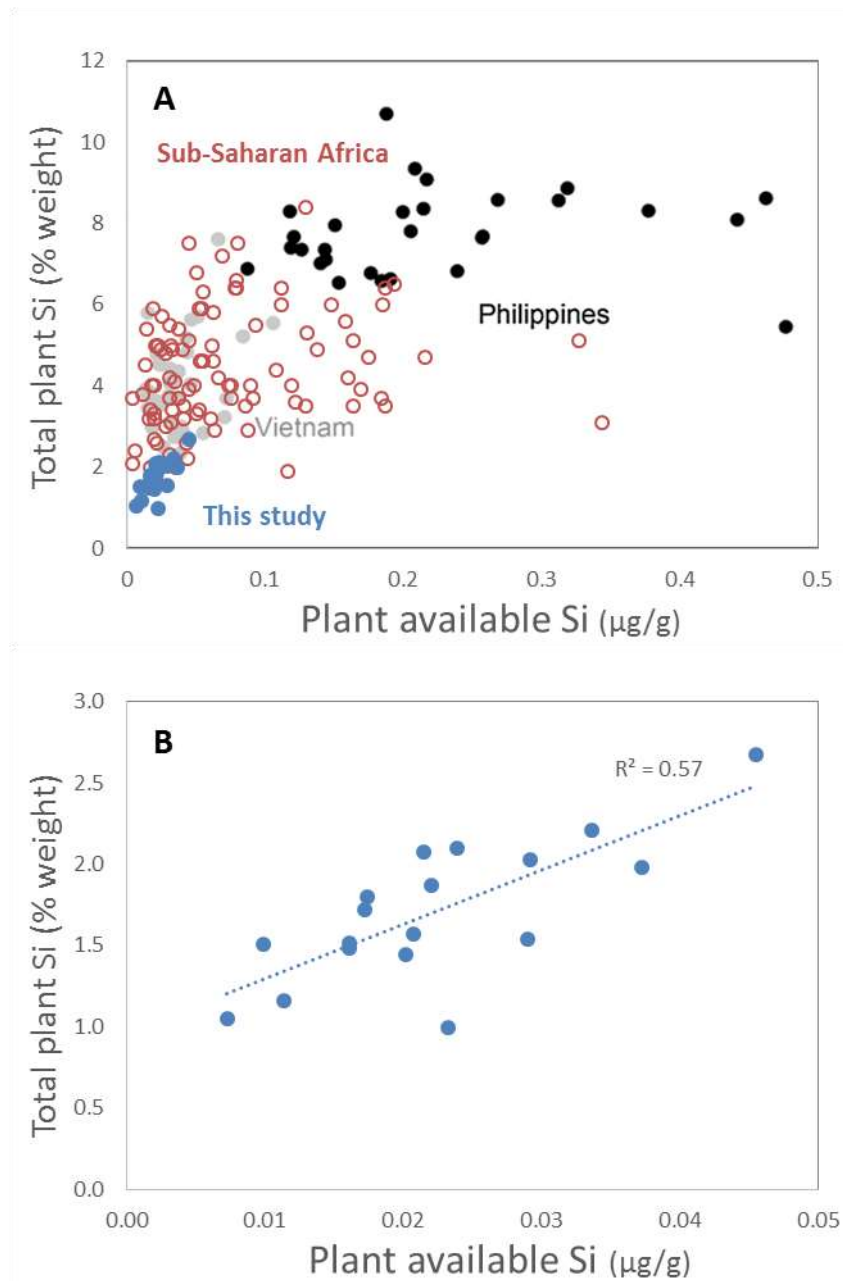 12
A
Sub-Saharan Africa
10
8
6
Philippines
4
Vietnam
2
This study
0
0 0.1 0.2 0.3 0.4 0.5
Total plant Si (% weight)
Plant available Si (µg/g)
3.0
B
R² = 0.57
2.5
2.0
1.5
1.0
0.5
0.0
0.00 0.01 0.02 0.03 0.04 0.05
Total plant Si (% weight)
Plant available Si (µg/g)